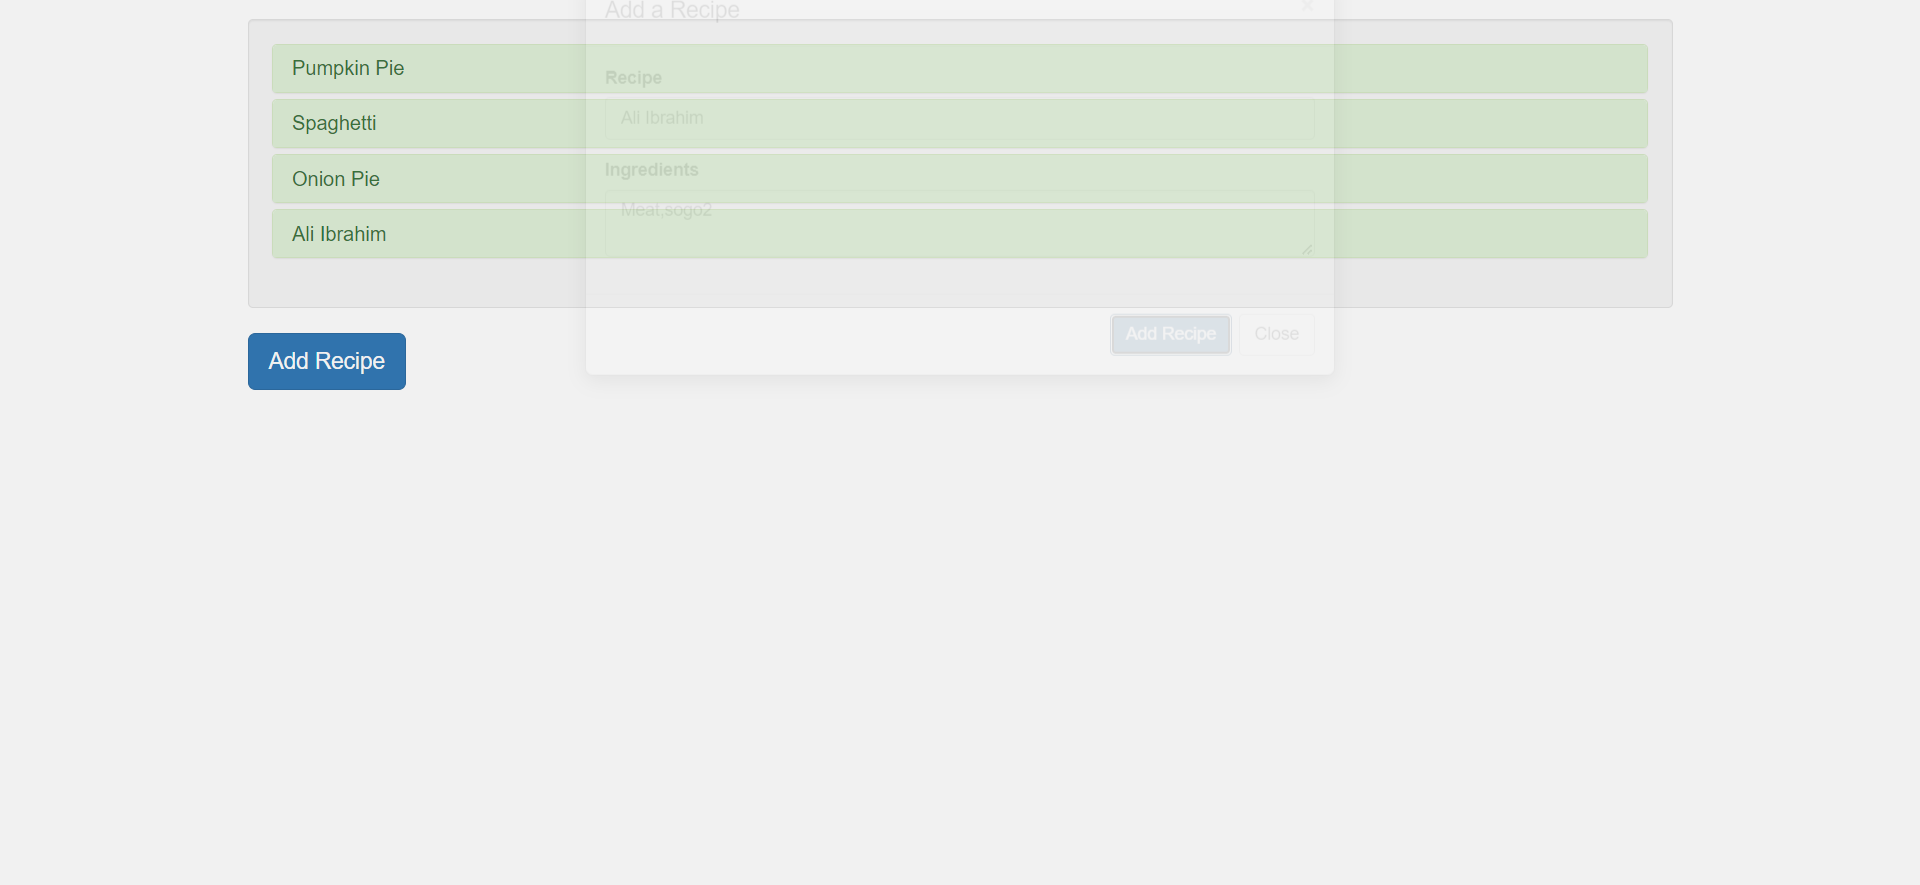 Add a Recipe
×
Pumpkin Pie
Recipe
Spaghetti
Ali Ibrahim
Ingredients
Onion Pie
Meat,sogo2
Ali Ibrahim
Add Recipe
Close
Add Recipe